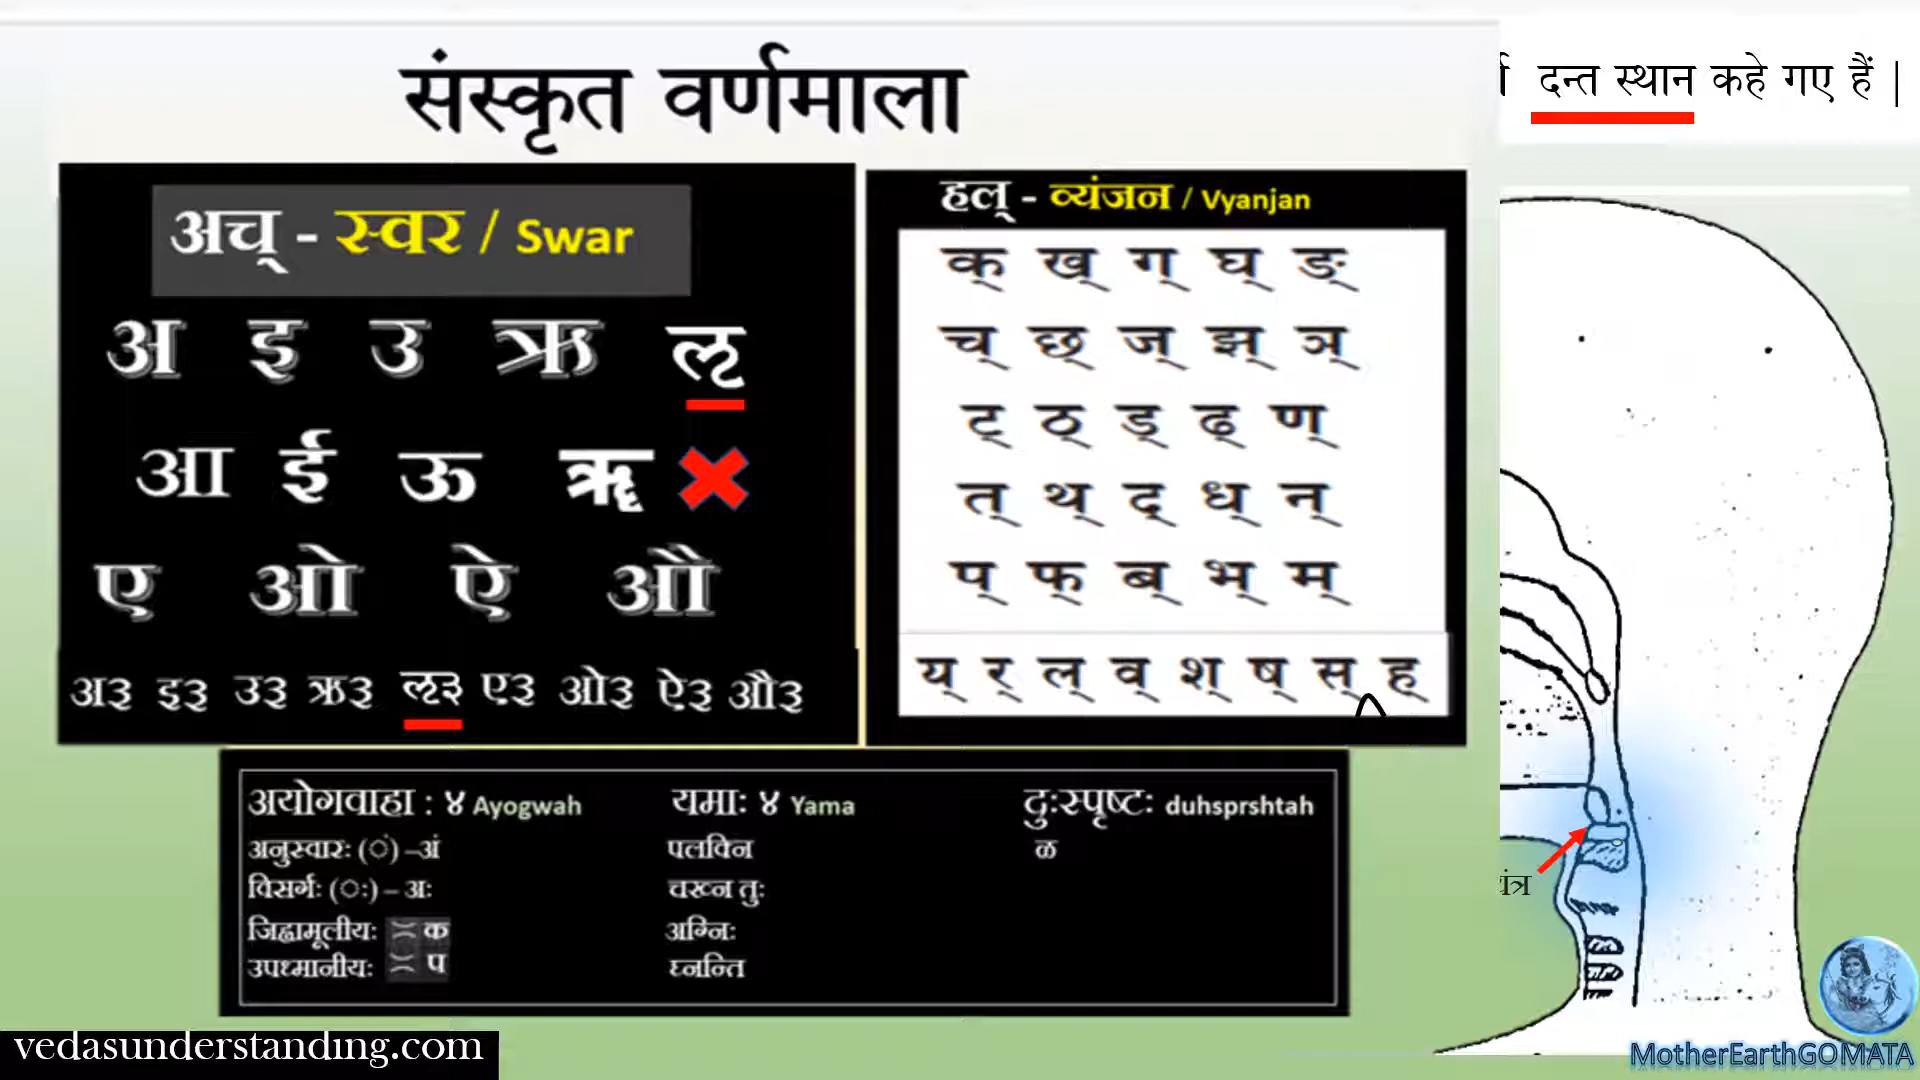 संस्कृत वर्णमाला
दन्त स्थान कहे गए हैं |
अच् - स्वर / Swar
अ इ उ ऋ ऌ
आ ई ऊ ॠ
ए ओ ऐ औ
अ३ इ३ उ३ ऋ३ ऌ३ ए३ ओ३ ऐ३ औ३
हल् - व्यंजन / Vyanjan
क् ख् ग् घ् ङ्
च् छ् ज् झ् ञ्
ट् ठ् ड् ढ् ण्
त् थ् द् ध् न्
प् फ् ब् भ् म्
य् र् ल् व् श् ष् स् ह्
अयोगवाहा : ४ Ayogwah
अनुस्वारः (ं) –अं
विसर्गः (ः) – अः
जिह्वामूलीयः ≍ क
उपध्मानीयः ≍ प
यमाः ४ Yama
पलक्विन
चख्न तुः
अग्निः
घ्नन्ति
दुःस्पृष्टः duhsprshtah
ळ
vedasunderstanding.com
MotherEarthGOMATA